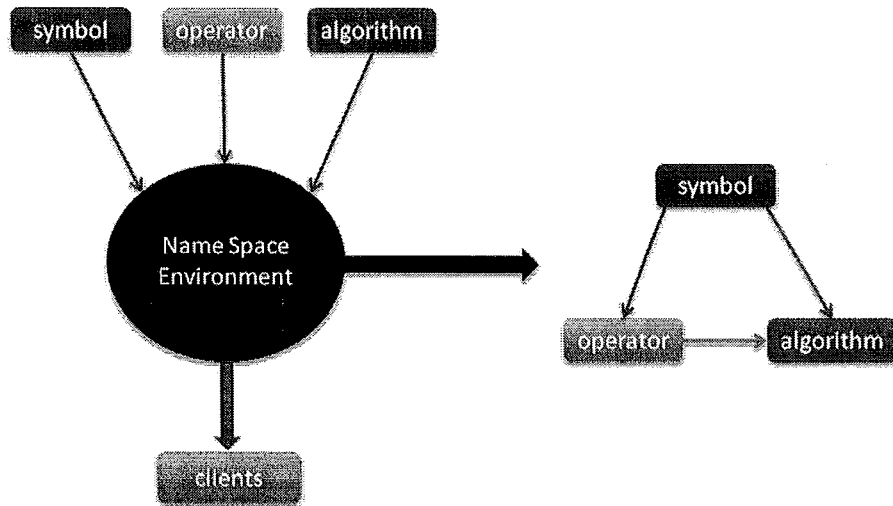 symbol
operator
algorithm
Name Space
Environment
symbol
operator
algorithm
clients